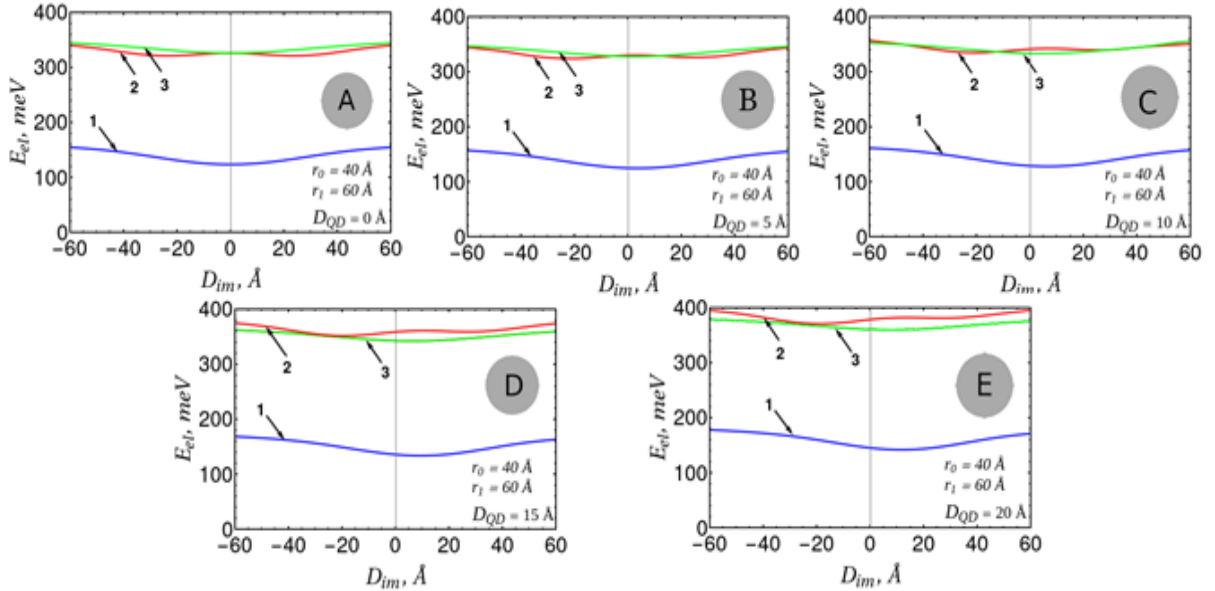 400
300
200
100
0
E_el, meV
1
2
3
A
r_0 = 40 Å
r_1 = 60 Å
D_QD = 0 Å
−60 −40 −20 0 20 40 60
D_im, Å
400
300
200
100
0
E_el, meV
1
2
3
B
r_0 = 40 Å
r_1 = 60 Å
D_QD = 5 Å
−60 −40 −20 0 20 40 60
D_im, Å
400
300
200
100
0
E_el, meV
1
2
3
C
r_0 = 40 Å
r_1 = 60 Å
D_QD = 10 Å
−60 −40 −20 0 20 40 60
D_im, Å
400
300
200
100
0
E_el, meV
1
2
3
D
r_0 = 40 Å
r_1 = 60 Å
D_QD = 15 Å
−60 −40 −20 0 20 40 60
D_im, Å
400
300
200
100
0
E_el, meV
1
2
3
E
r_0 = 40 Å
r_1 = 60 Å
D_QD = 20 Å
−60 −40 −20 0 20 40 60
D_im, Å